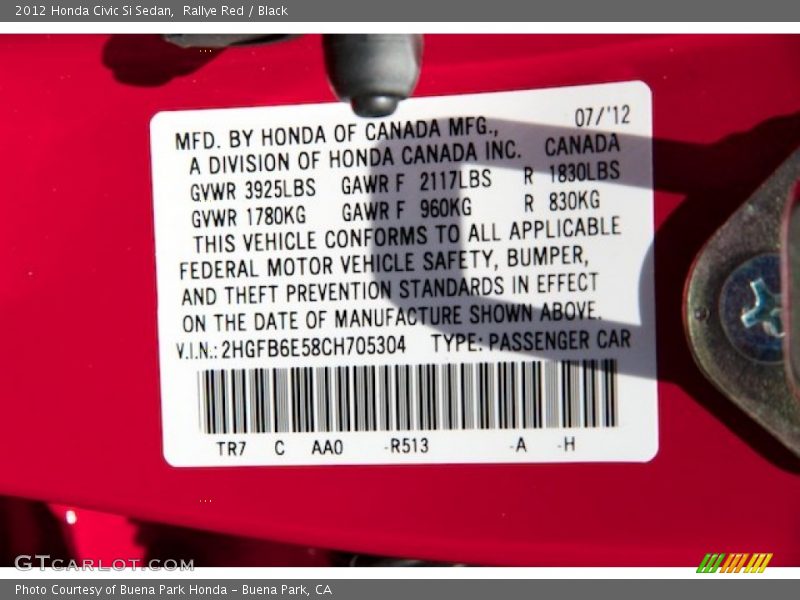 2012 Honda Civic Si Sedan,  Rallye Red / Black
07/'12
MFD. BY HONDA OF CANADA MFG.,
A DIVISION OF HONDA CANADA INC. CANADA
GVWR 3925LBS GAWR F 2117LBS R 1830LBS
GVWR 1780KG GAWR F 960KG R 830KG
THIS VEHICLE CONFORMS TO ALL APPLICABLE
FEDERAL MOTOR VEHICLE SAFETY, BUMPER,
AND THEFT PREVENTION STANDARDS IN EFFECT
ON THE DATE OF MANUFACTURE SHOWN ABOVE.
V.I.N.: 2HGFB6E58CH705304 TYPE: PASSENGER CAR
TR7 C AA0 -R513 -A -H
GTCARLOT.COM
Photo Courtesy of Buena Park Honda - Buena Park, CA